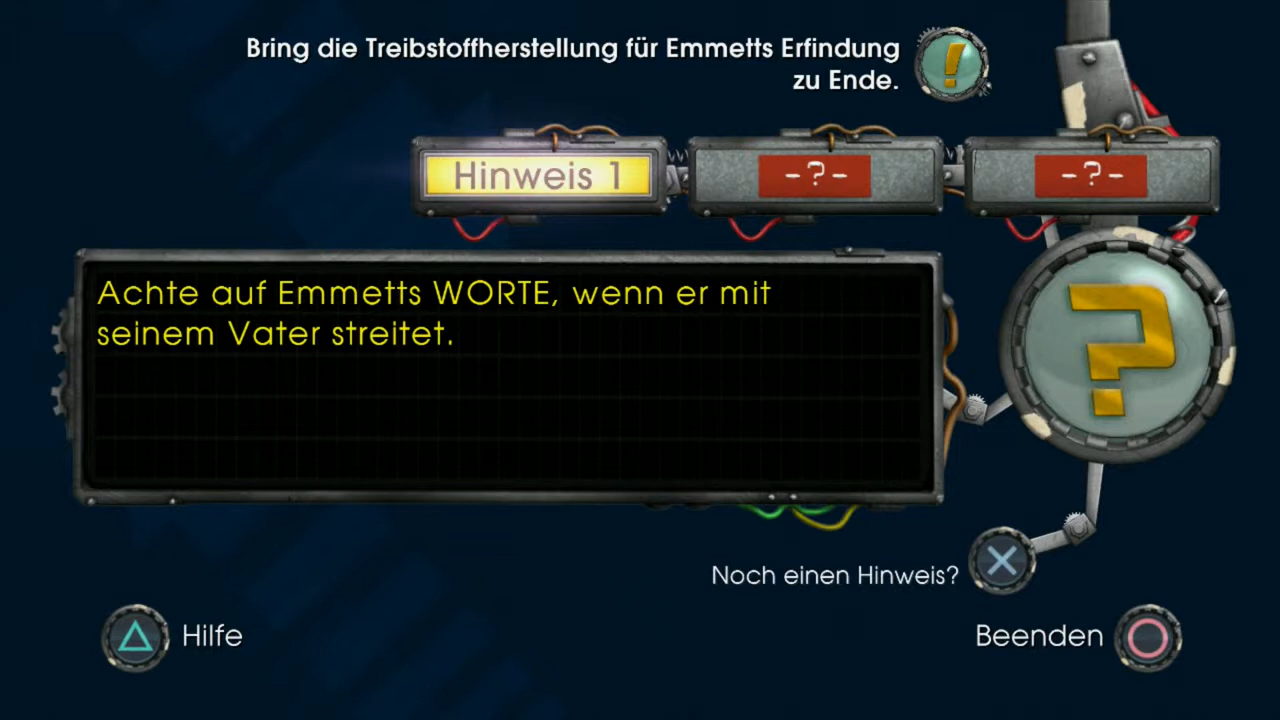 Bring die Treibstoffherstellung für Emmetts Erfindung
zu Ende.
Hinweis 1
-?-
-?-
Achte auf Emmetts WORTE, wenn er mit
seinem Vater streitet.
Noch einen Hinweis?
Hilfe
Beenden